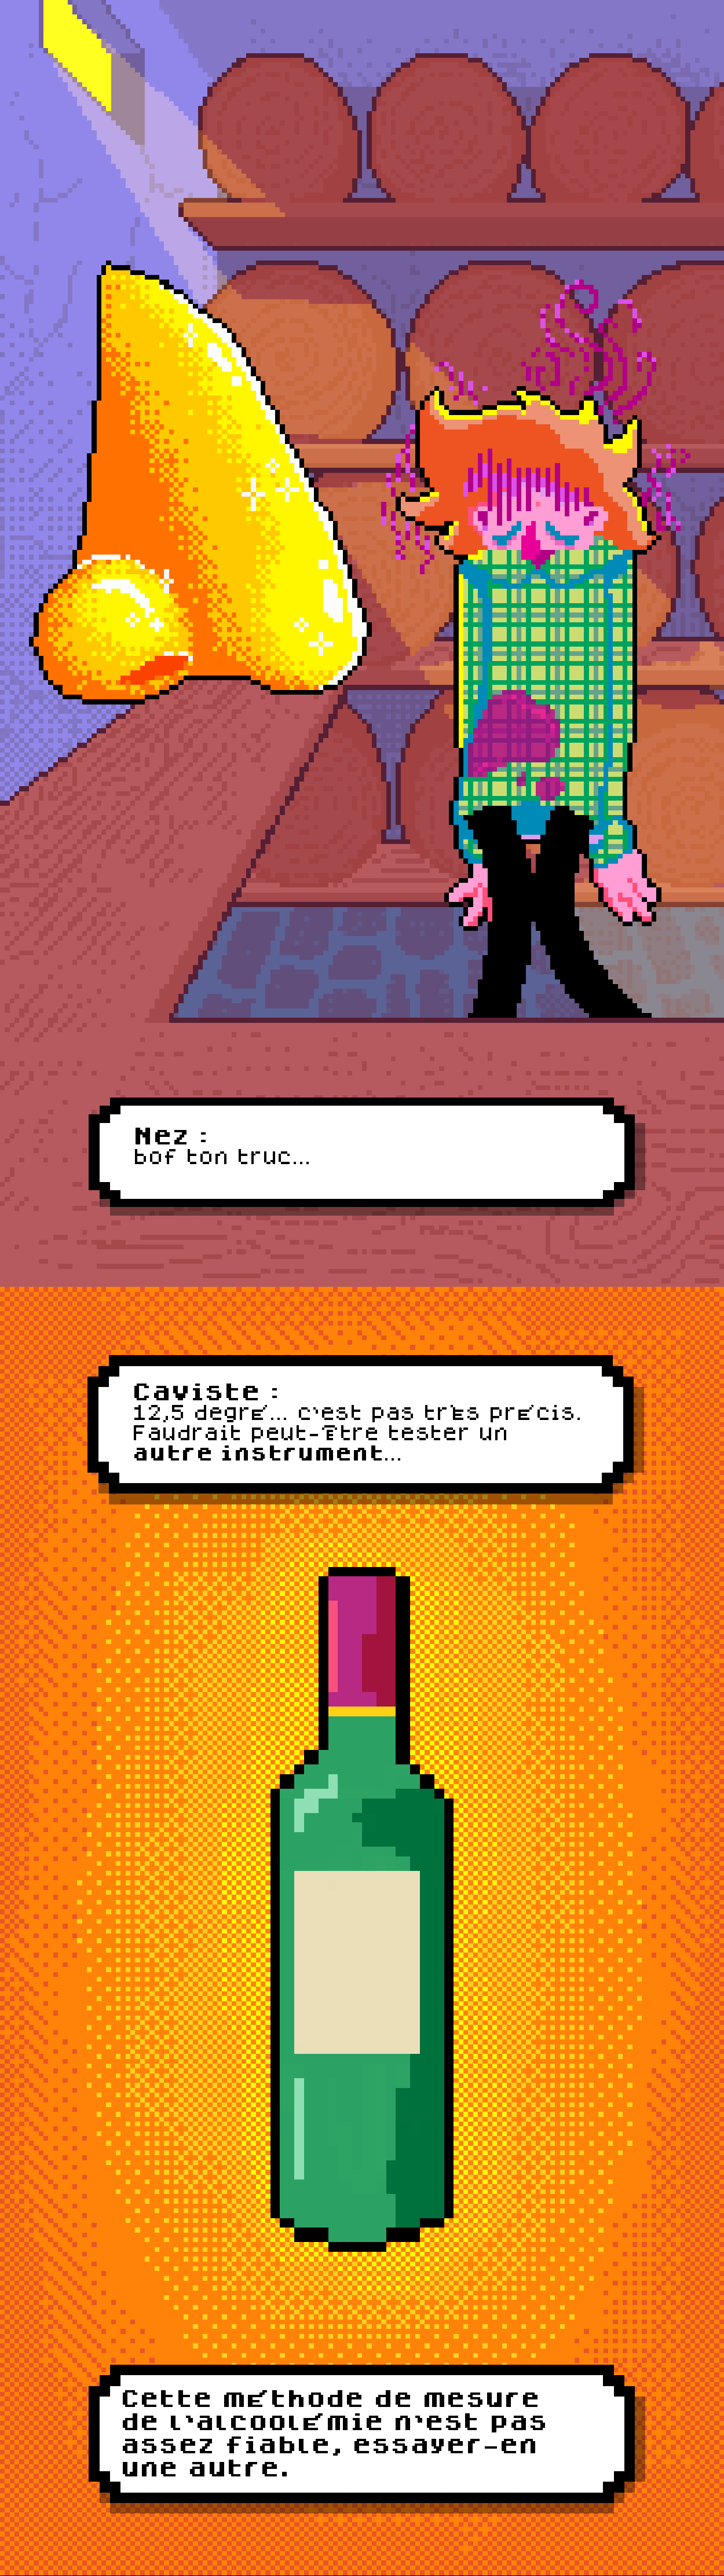 Nez :
bof ton truc...
Caviste :
12,5 degré... c'est pas très précis.
Faudrait peut-être tester un
autre instrument...
Cette méthode de mesure
de l'alcoolémie n'est pas
assez fiable, essayer-en
une autre.